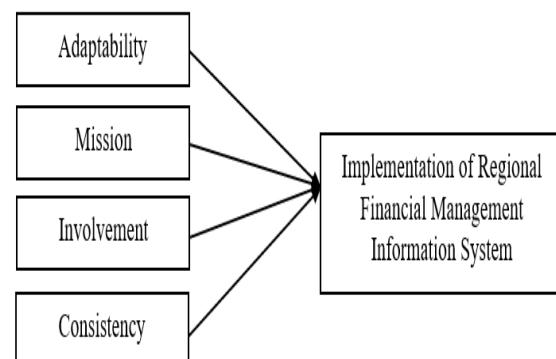 Adaptability
Mission
Involvement
Consistency
Implementation of Regional
Financial Management
Information System